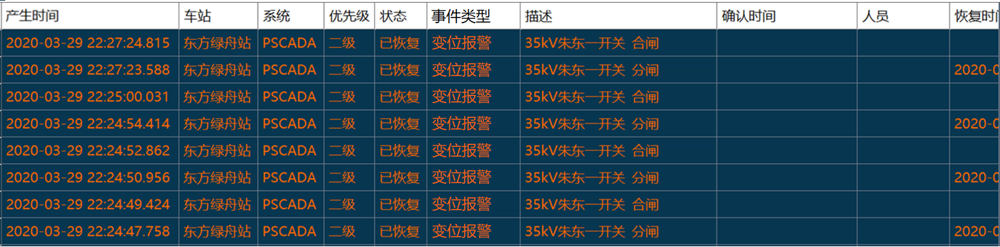 产生时间 车站 系统 优先级 状态 事件类型 描述 确认时间 人员 恢复时
2020-03-29 22:27:24.815 东方绿舟站 PSCADA 二级 已恢复 变位报警 35kV朱东一开关 合闸
2020-03-29 22:27:23.588 东方绿舟站 PSCADA 二级 已恢复 变位报警 35kV朱东一开关 分闸 2020-0
2020-03-29 22:25:00.031 东方绿舟站 PSCADA 二级 已恢复 变位报警 35kV朱东一开关 合闸
2020-03-29 22:24:54.414 东方绿舟站 PSCADA 二级 已恢复 变位报警 35kV朱东一开关 分闸 2020-0
2020-03-29 22:24:52.862 东方绿舟站 PSCADA 二级 已恢复 变位报警 35kV朱东一开关 合闸
2020-03-29 22:24:50.956 东方绿舟站 PSCADA 二级 已恢复 变位报警 35kV朱东一开关 分闸 2020-0
2020-03-29 22:24:49.424 东方绿舟站 PSCADA 二级 已恢复 变位报警 35kV朱东一开关 合闸
2020-03-29 22:24:47.758 东方绿舟站 PSCADA 二级 已恢复 变位报警 35kV朱东一开关 分闸 2020-0